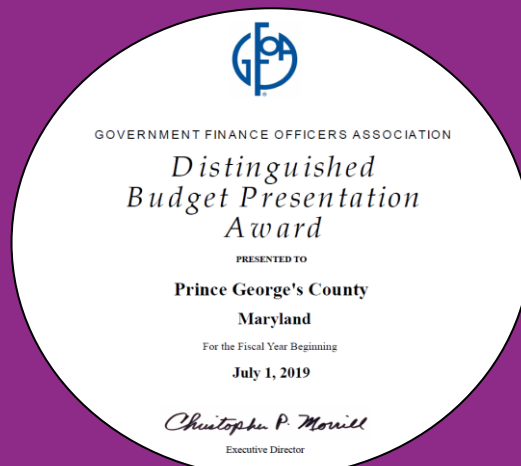 GFOA
GOVERNMENT FINANCE OFFICERS ASSOCIATION
Distinguished
Budget Presentation
Award
PRESENTED TO
Prince George's County
Maryland
For the Fiscal Year Beginning
July 1, 2019
Christopher P. Morrill
Executive Director